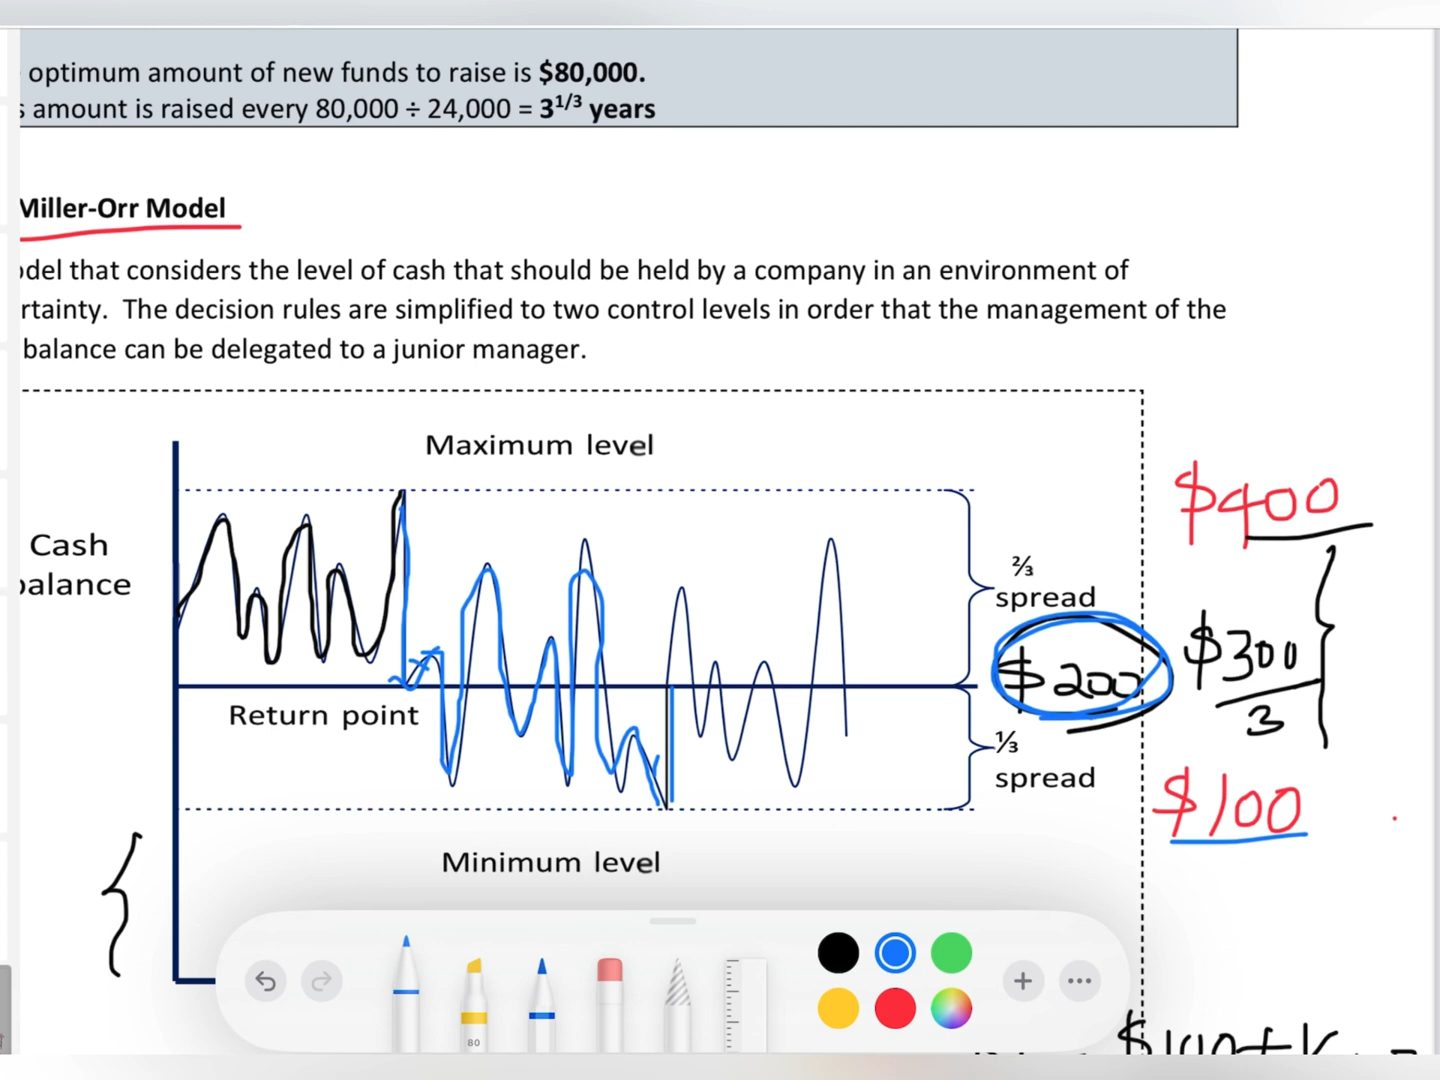 optimum amount of new funds to raise is $80,000.
amount is raised every 80,000 ÷ 24,000 = 3 1/3 years
Miller-Orr Model
that considers the level of cash that should be held by a company in an environment of
The decision rules are simplified to two control levels in order that the management of the
balance can be delegated to a junior manager.
Maximum level
$400
Cash
balance
⅔
spread
$200
$300
3
Return point
⅓
spread
$100
Minimum level
80